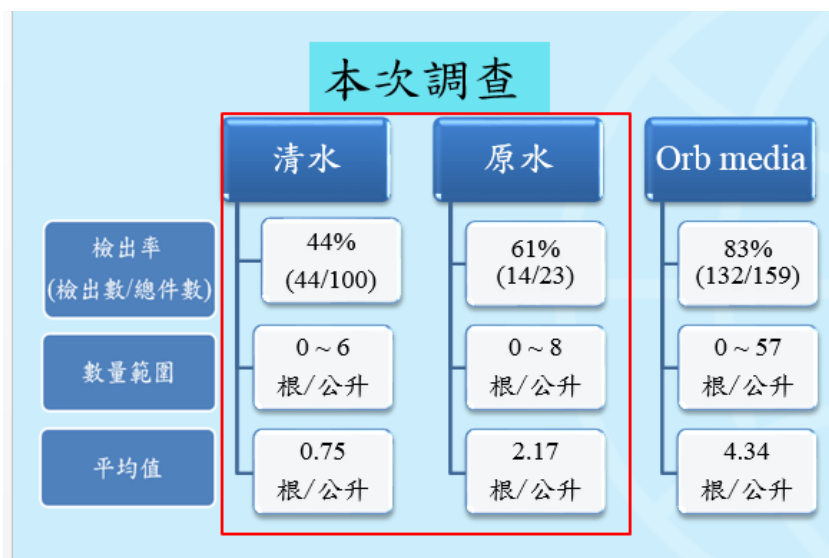 本次調查
清水
原水
Orb media
檢出率
(檢出數/總件數)
44%
(44/100)
61%
(14/23)
83%
(132/159)
數量範圍
0 ~ 6
根/公升
0 ~ 8
根/公升
0 ~ 57
根/公升
平均值
0.75
根/公升
2.17
根/公升
4.34
根/公升